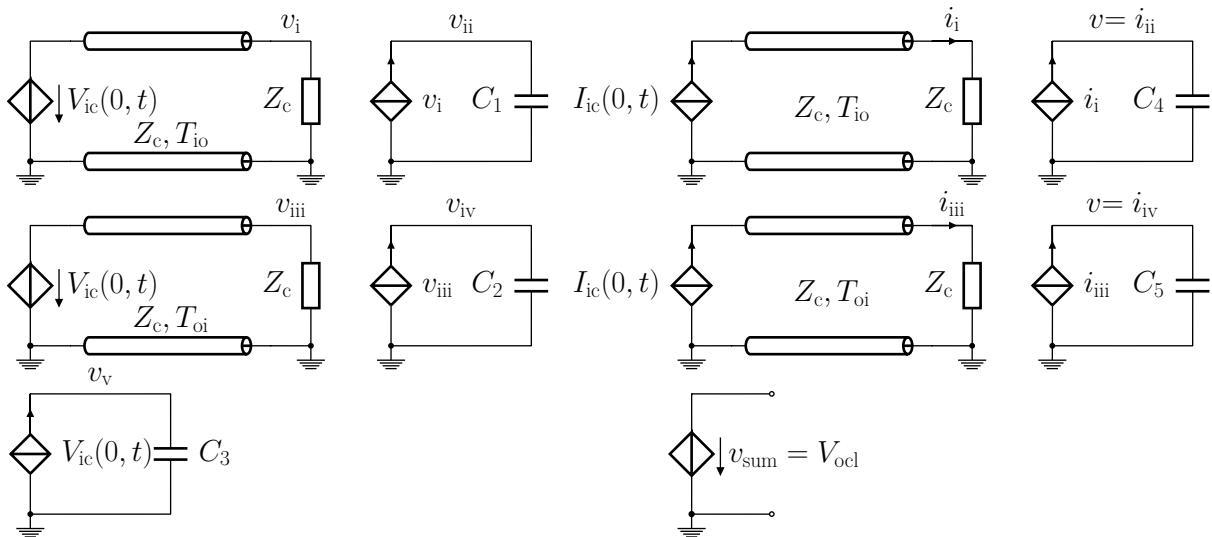 v_i
v_ii
i_i
v= i_ii
V_ic(0, t)
Z_c
v_i
C_1
I_ic(0, t)
Z_c, T_io
Z_c
i_i
C_4
Z_c, T_io
v_iii
v_iv
i_iii
v= i_iv
V_ic(0, t)
Z_c
v_iii
C_2
I_ic(0, t)
Z_c, T_oi
Z_c
i_iii
C_5
Z_c, T_oi
v_v
V_ic(0, t)
C_3
v_sum = V_ocl